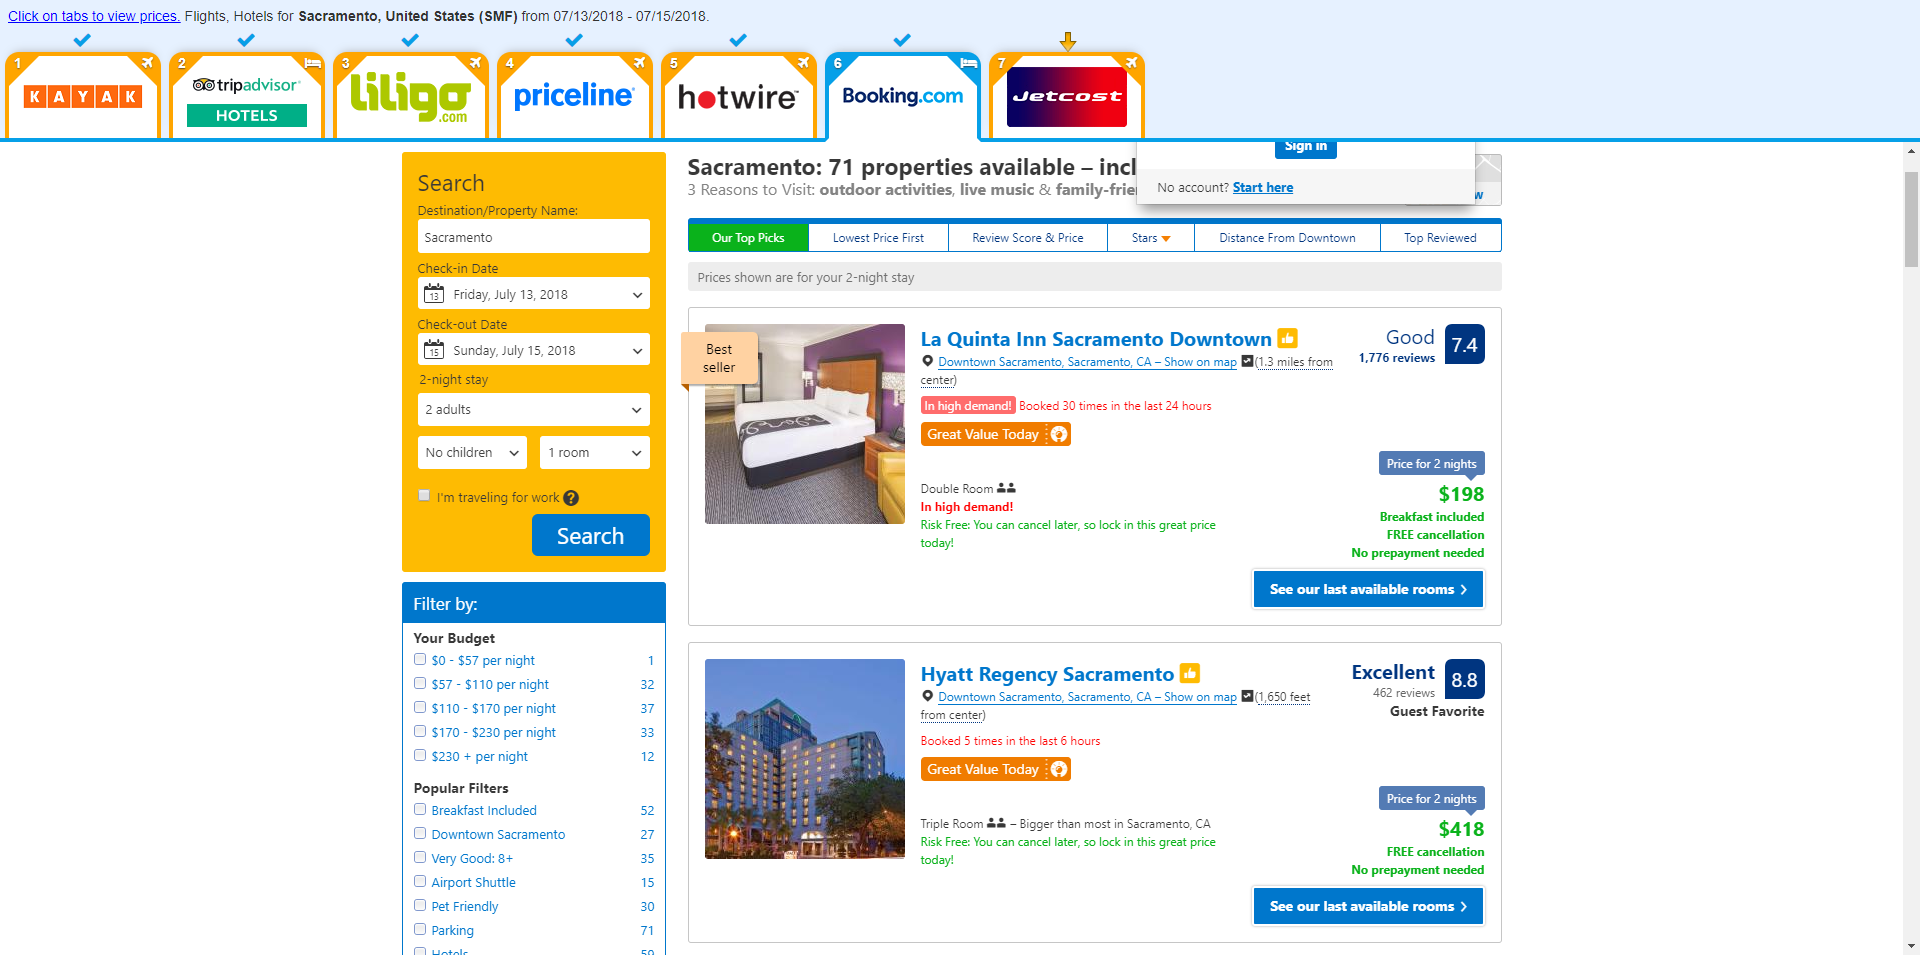 Click on tabs to view prices. Flights, Hotels for Sacramento, United States (SMF) from 07/13/2018 - 07/15/2018.
1
KAYAK
2
tripadvisor
HOTELS
3
liligo
.com
4
priceline
5
hotwire
6
Booking.com
7
Jetcost
Search
Destination/Property Name:
Sacramento
Check-in Date
13
Friday, July 13, 2018
Check-out Date
15
Sunday, July 15, 2018
2-night stay
2 adults
No children
1 room
I'm traveling for work ?
Search
Filter by:
Your Budget
$0 - $57 per night 1
$57 - $110 per night 32
$110 - $170 per night 37
$170 - $230 per night 33
$230 + per night 12
Popular Filters
Breakfast Included 52
Downtown Sacramento 27
Very Good: 8+ 35
Airport Shuttle 15
Pet Friendly 30
Parking 71
Hotels 59
Sacramento: 71 properties available – incl
3 Reasons to Visit: outdoor activities, live music & family-frie
Sign in
No account? Start here
w
Our Top Picks
Lowest Price First
Review Score & Price
Stars
Distance From Downtown
Top Reviewed
Prices shown are for your 2-night stay
Best
seller
La Quinta Inn Sacramento Downtown
Downtown Sacramento, Sacramento, CA – Show on map (1.3 miles from
center)
In high demand! Booked 30 times in the last 24 hours
Great Value Today
Good
1,776 reviews
7.4
Double Room
In high demand!
Risk Free: You can cancel later, so lock in this great price
today!
Price for 2 nights
$198
Breakfast included
FREE cancellation
No prepayment needed
See our last available rooms
Hyatt Regency Sacramento
Downtown Sacramento, Sacramento, CA – Show on map (1,650 feet
from center)
Booked 5 times in the last 6 hours
Great Value Today
Excellent
462 reviews
8.8
Guest Favorite
Triple Room – Bigger than most in Sacramento, CA
Risk Free: You can cancel later, so lock in this great price
today!
Price for 2 nights
$418
FREE cancellation
No prepayment needed
See our last available rooms